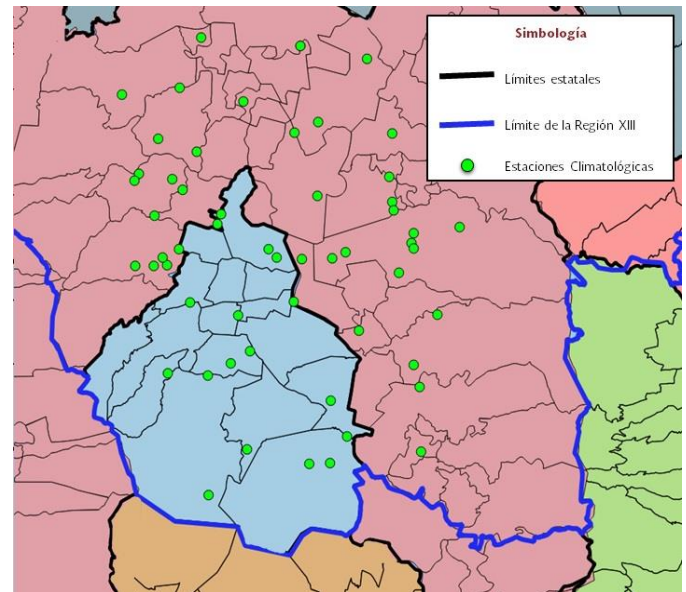 Simbología
Límites estatales
Límite de la Región XIII
Estaciones Climatológicas